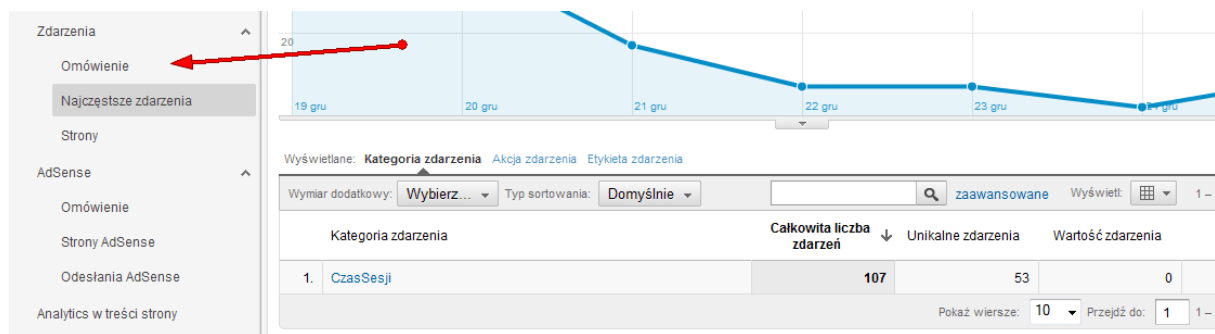 Zdarzenia
Omówienie
Najczęstsze zdarzenia
Strony
AdSense
Omówienie
Strony AdSense
Odesłania AdSense
Analytics w treści strony
20
19 gru 20 gru 21 gru 22 gru 23 gru
Wyświetlane: Kategoria zdarzenia Akcja zdarzenia Etykieta zdarzenia
Wymiar dodatkowy: Wybierz... Typ sortowania: Domyślnie zaawansowane Wyświetl: 1 –
Kategoria zdarzenia Całkowita liczba zdarzeń Unikalne zdarzenia Wartość zdarzenia
1. CzasSesji 107 53 0
Pokaż wiersze: 10 Przejdź do: 1 1 –